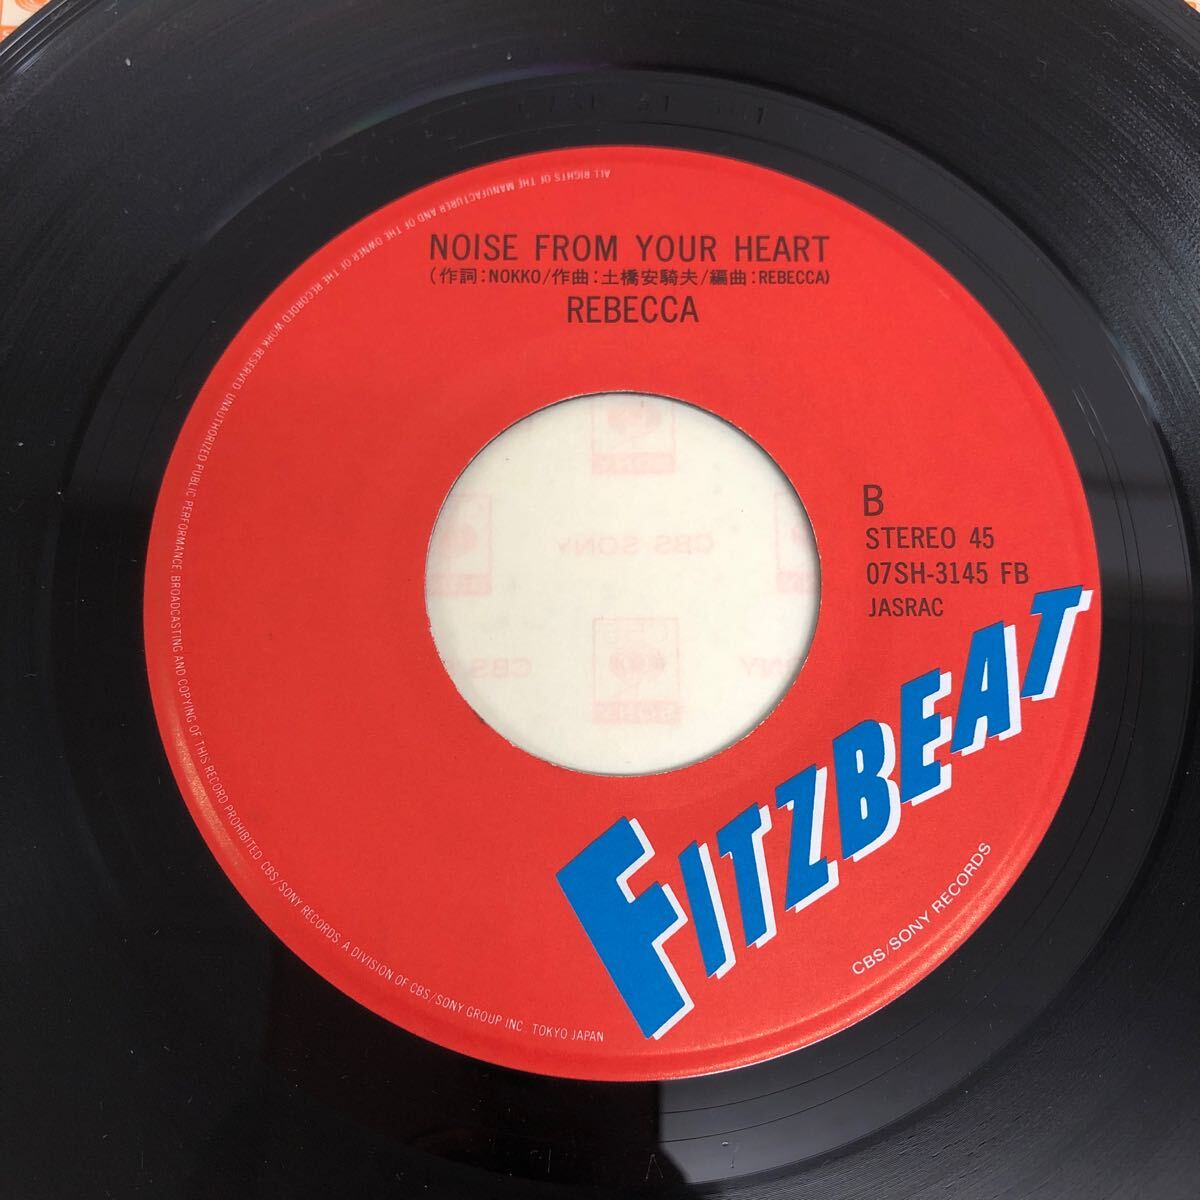 NOISE FROM YOUR HEART
(作詞:NOKKO/作曲:土橋安騎夫/編曲:REBECCA)
REBECCA
B
STEREO 45
07SH-3145 FB
JASRAC
FITZBEAT
CBS/SONY RECORDS
ALL RIGHTS OF THE MANUFACTURER AND OF THE OWNER OF THE RECORDED WORK RESERVED. UNAUTHORIZED PUBLIC PERFORMANCE, BROADCASTING AND COPYING OF THIS RECORD PROHIBITED. CBS/SONY RECORDS. A DIVISION OF CBS/SONY GROUP INC. TOKYO JAPAN
CBS SONY